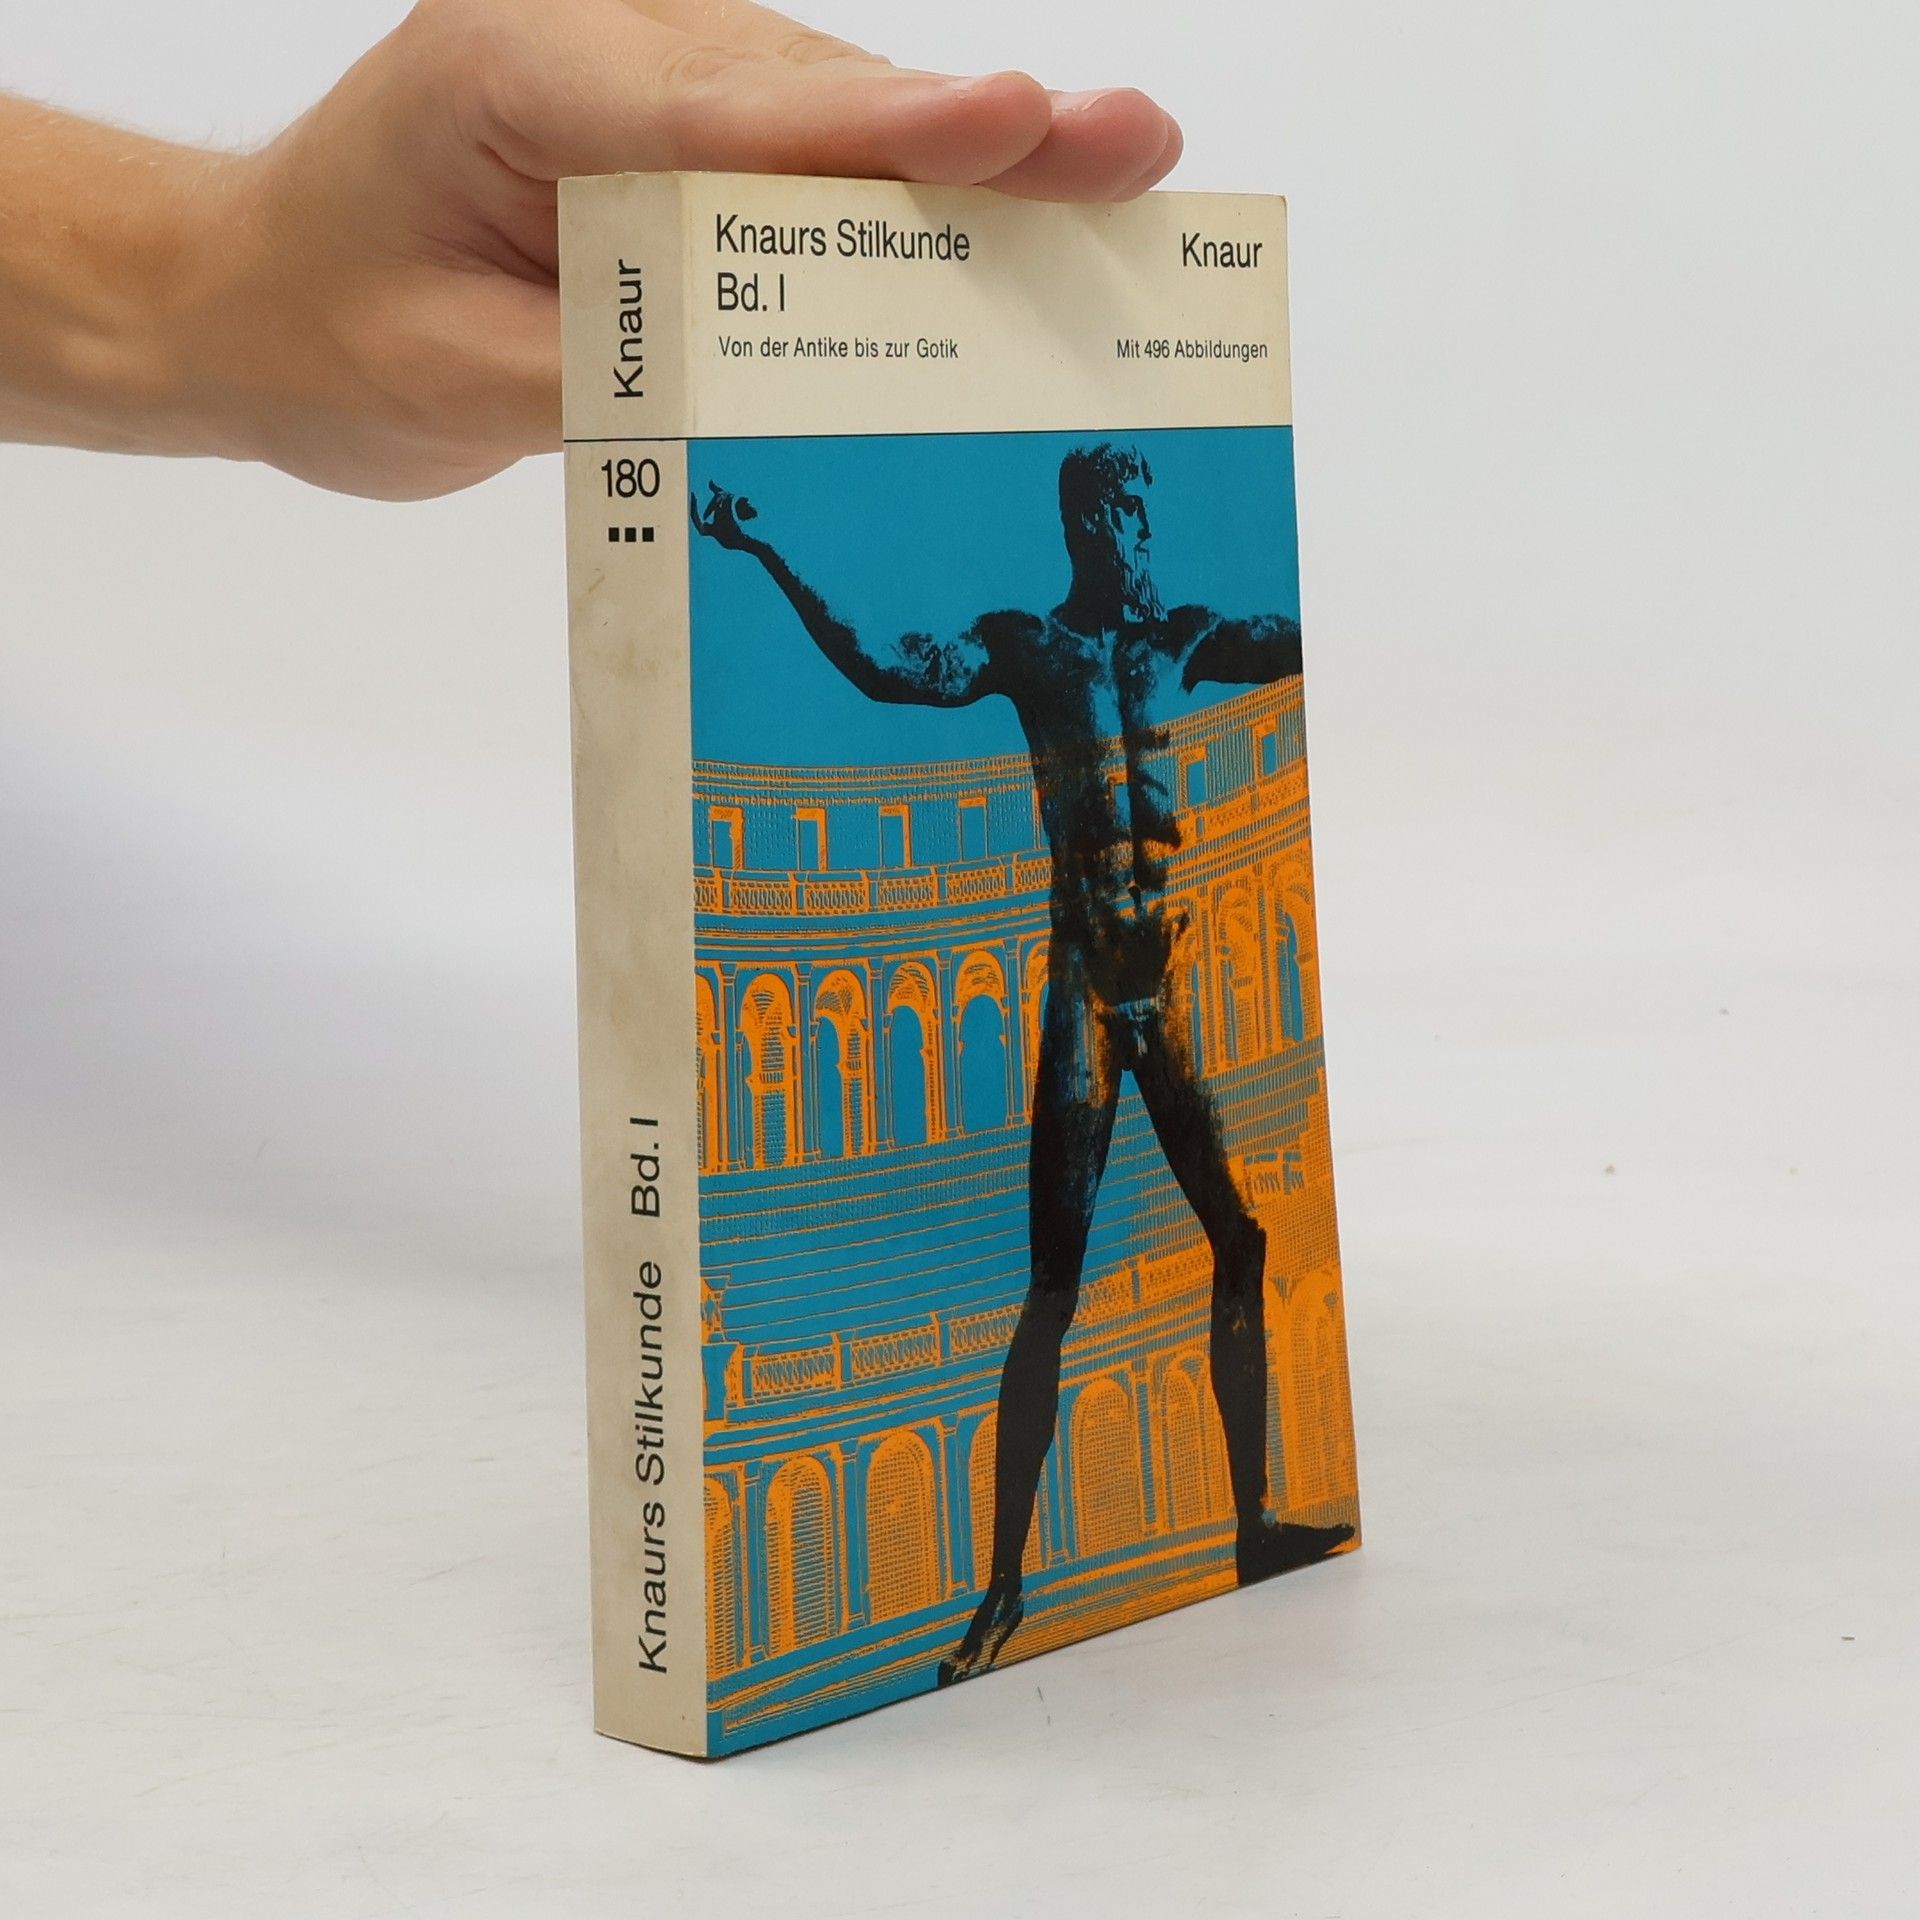 Knaurs Stilkunde
Bd. I
Knaur
Von der Antike bis zur Gotik
Mit 496 Abbildungen
Knaur
180
Knaurs Stilkunde Bd. I